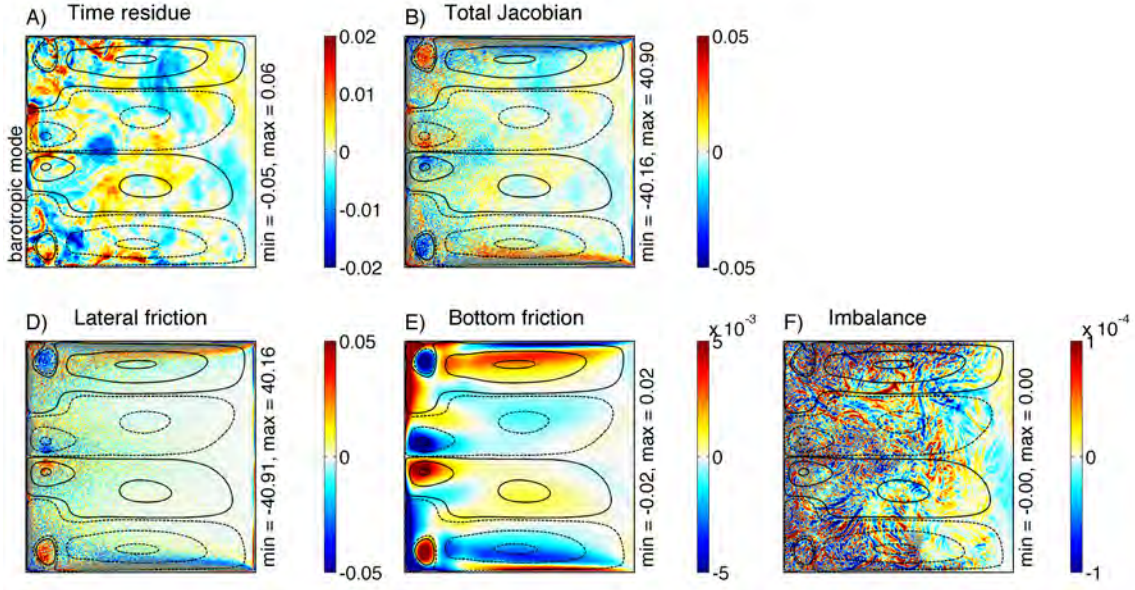 A) Time residue
B) Total Jacobian
barotropic mode
0.02
0.01
0
-0.01
-0.02
min = -0.05, max = 0.06
0.05
0
-0.05
min = -40.16, max = 40.90
D) Lateral friction
E) Bottom friction
F) Imbalance
0.05
0
-0.05
min = -40.91, max = 40.16
x 10^-3
5
0
-5
min = -0.02, max = 0.02
x 10^-4
1
0
-1
min = -0.00, max = 0.00